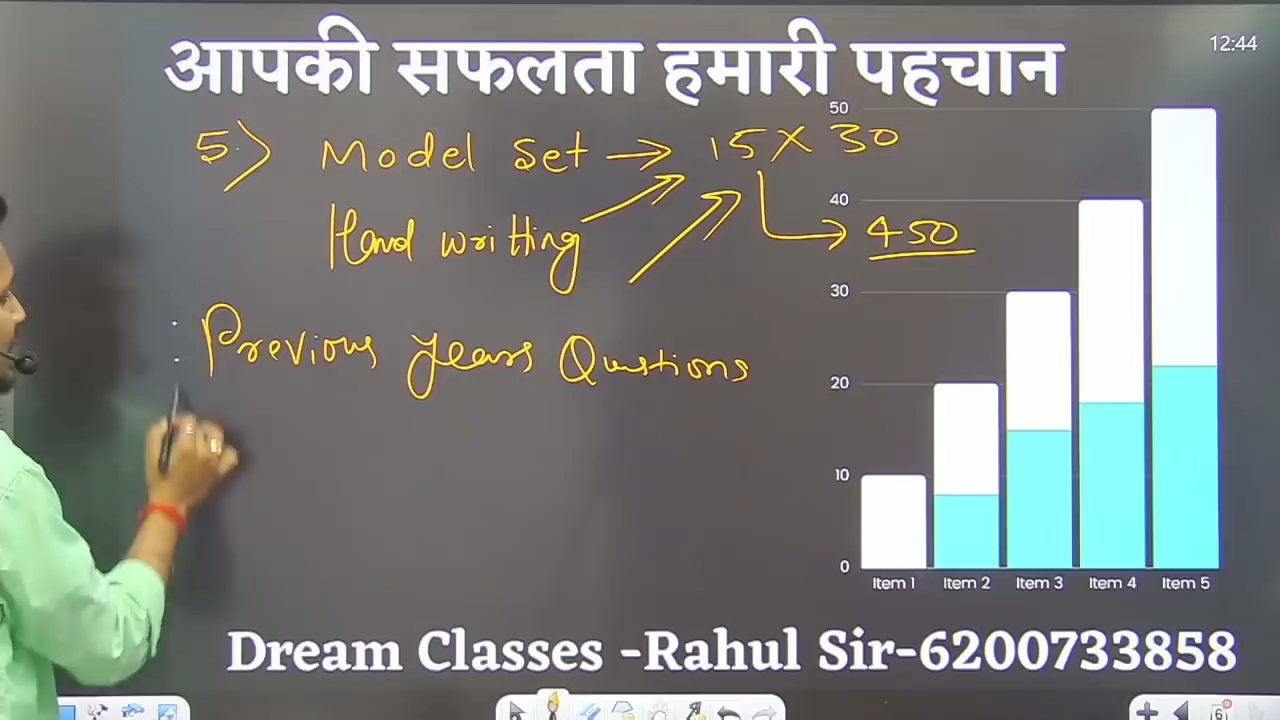 12:44
आपकी सफलता हमारी पहचान
5> Model Set → 15 X 30
Hand writting
→ 450
Previous years Qustions
50
40
30
20
10
0
Item 1 Item 2 Item 3 Item 4 Item 5
Dream Classes -Rahul Sir-6200733858